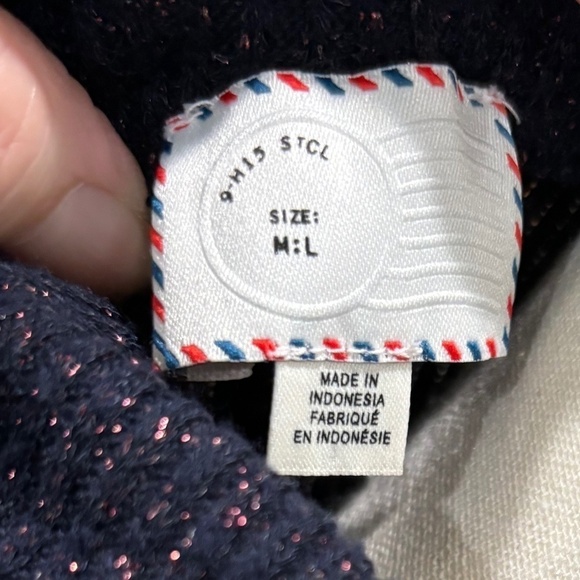 9-H15 STCL
SIZE:
M:L
MADE IN
INDONESIA
FABRIQUÉ
EN INDONÉSIE